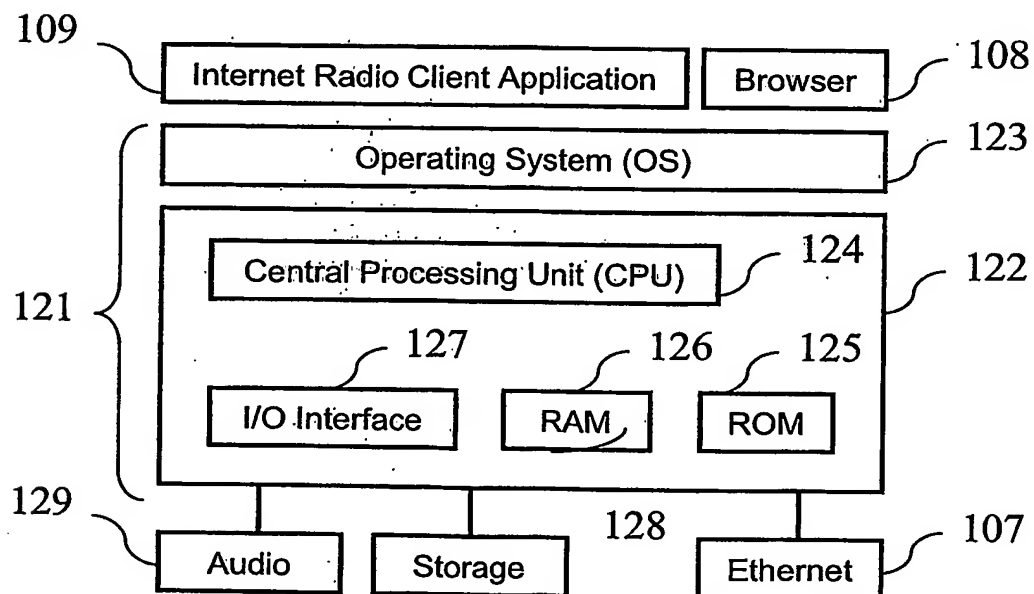 109
Internet Radio Client Application
Browser
108
Operating System (OS)
123
Central Processing Unit (CPU)
124
122
121
127
126
125
I/O Interface
RAM
ROM
129
Audio
Storage
128
Ethernet
107